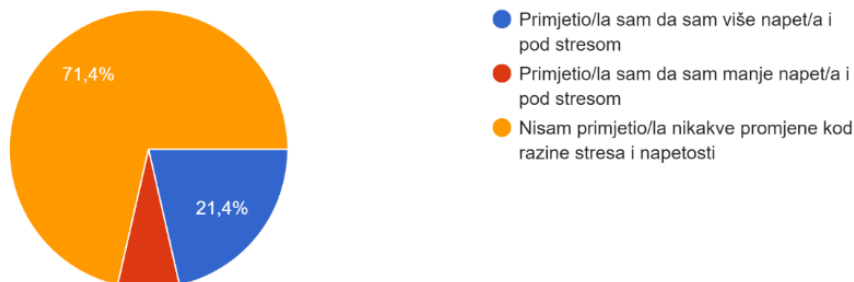 71,4%
21,4%
Primjetio/la sam da sam više napet/a i
pod stresom
Primjetio/la sam da sam manje napet/a i
pod stresom
Nisam primjetio/la nikakve promjene kod
razine stresa i napetosti